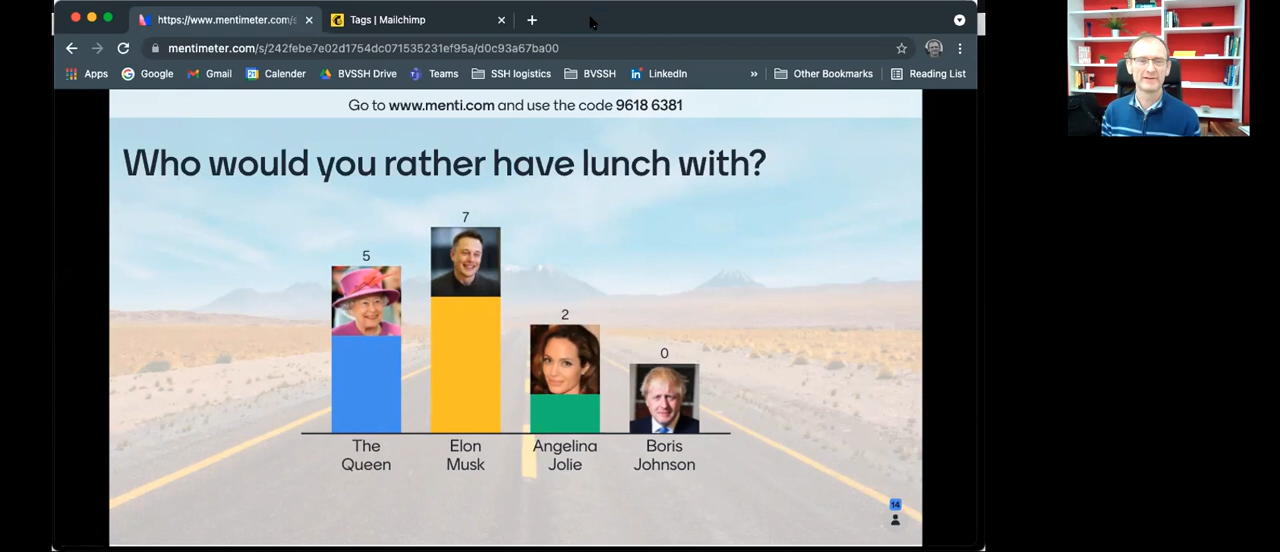 https://www.mentimeter.com/s
Tags | Mailchimp
mentimeter.com/s/242febe7e02d1754dc071535231ef95a/d0c93a67ba00
Apps Google Gmail Calender BVSSH Drive Teams SSH logistics BVSSH LinkedIn » Other Bookmarks Reading List
Go to www.menti.com and use the code 9618 6381
Who would you rather have lunch with?
5 7 2 0
The Queen
Elon Musk
Angelina Jolie
Boris Johnson
14